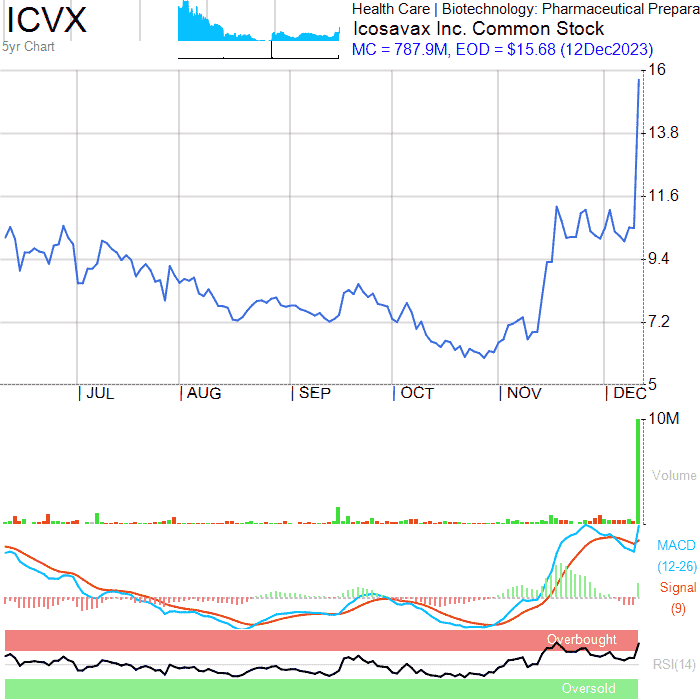 ICVX
5yr Chart
Health Care | Biotechnology: Pharmaceutical Prepara
Icosavax Inc. Common Stock
MC = 787.9M, EOD = $15.68 (12Dec2023)
16
13.8
11.6
9.4
7.2
5
| JUL | AUG | SEP | OCT | NOV | DEC
10M
Volume
MACD
(12-26)
Signal
(9)
Overbought
RSI(14)
Oversold